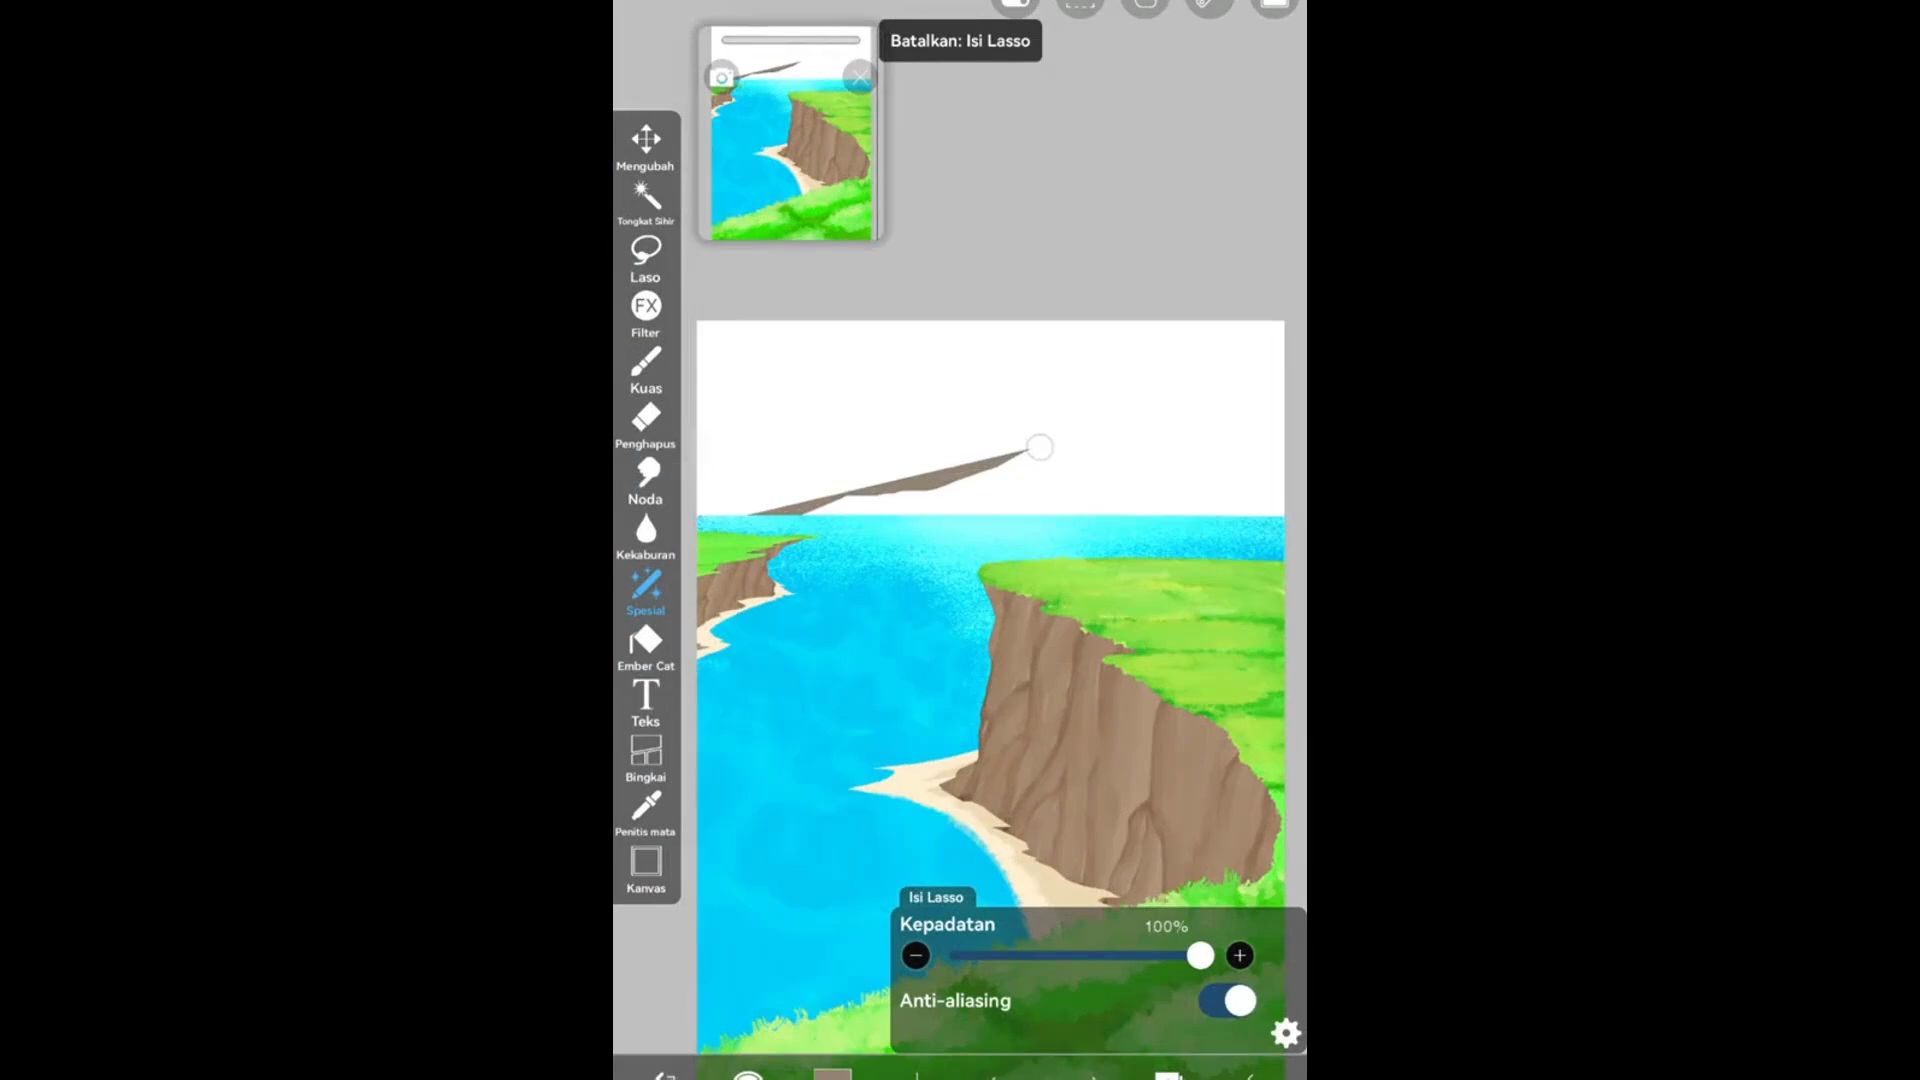 Batalkan: Isi Lasso
Mengubah
Tongkat Sihir
Laso
FX
Filter
Kuas
Penghapus
Noda
Kekaburan
Spesial
Ember Cat
T
Teks
Bingkai
Penitis mata
Kanvas
Isi Lasso
Kepadatan 100%
Anti-aliasing